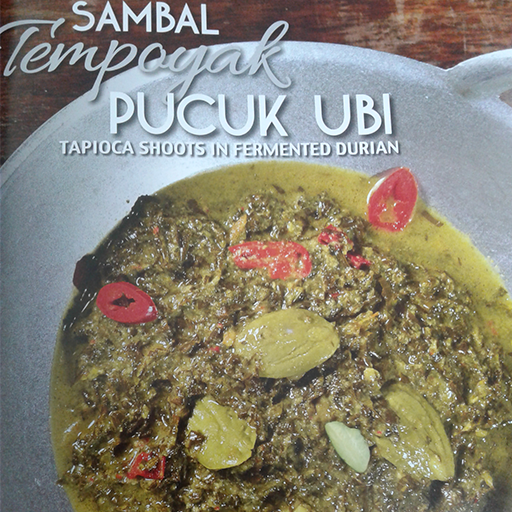 SAMBAL
Tempoyak
PUCUK UBI
TAPIOCA SHOOTS IN FERMENTED DURIAN